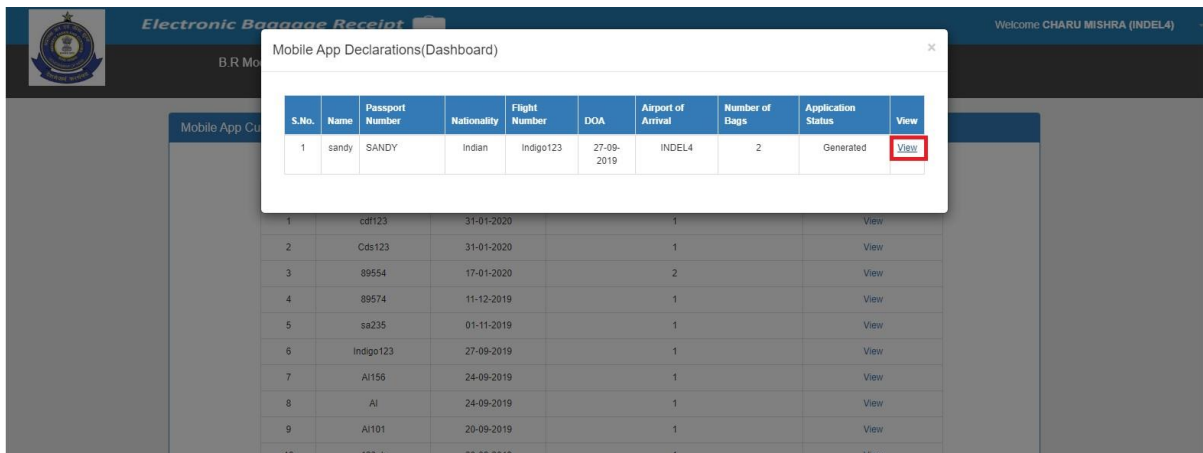 Electronic Baggage Receipt
Welcome CHARU MISHRA (INDEL4)
Mobile App Declarations(Dashboard)
×
B.R
S.No. Name Passport Number Nationality Flight Number DOA Airport of Arrival Number of Bags Application Status View
1 sandy SANDY Indian Indigo123 27-09-2019 INDEL4 2 Generated View
Mobile App
1 cdf123 31-01-2020 1 View
2 Cds123 31-01-2020 1 View
3 89554 17-01-2020 2 View
4 89574 11-12-2019 1 View
5 sa235 01-11-2019 1 View
6 Indigo123 27-09-2019 1 View
7 AI156 24-09-2019 1 View
8 AI 24-09-2019 1 View
9 AI101 20-09-2019 1 View